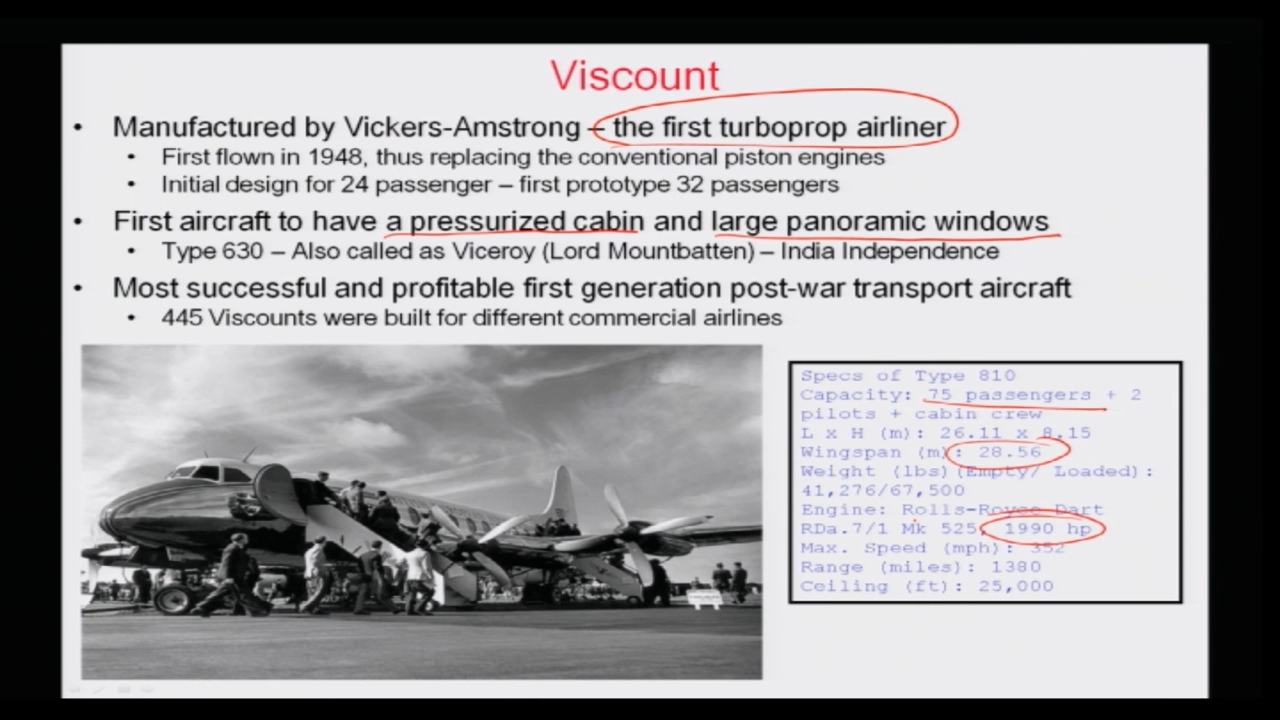 Viscount
• Manufactured by Vickers-Amstrong – the first turboprop airliner
• First flown in 1948, thus replacing the conventional piston engines
• Initial design for 24 passenger – first prototype 32 passengers
• First aircraft to have a pressurized cabin and large panoramic windows
• Type 630 – Also called as Viceroy (Lord Mountbatten) – India Independence
• Most successful and profitable first generation post-war transport aircraft
• 445 Viscounts were built for different commercial airlines
Specs of Type 810
Capacity: 75 passengers + 2
pilots + cabin crew
L x H (m): 26.11 x 8.15
Wingspan (m): 28.56
Weight (lbs)(Empty/ Loaded):
41,276/67,500
Engine: Rolls-Royce Dart
RDa.7/1 Mk 525, 1990 hp
Max. Speed (mph): 352
Range (miles): 1380
Ceiling (ft): 25,000